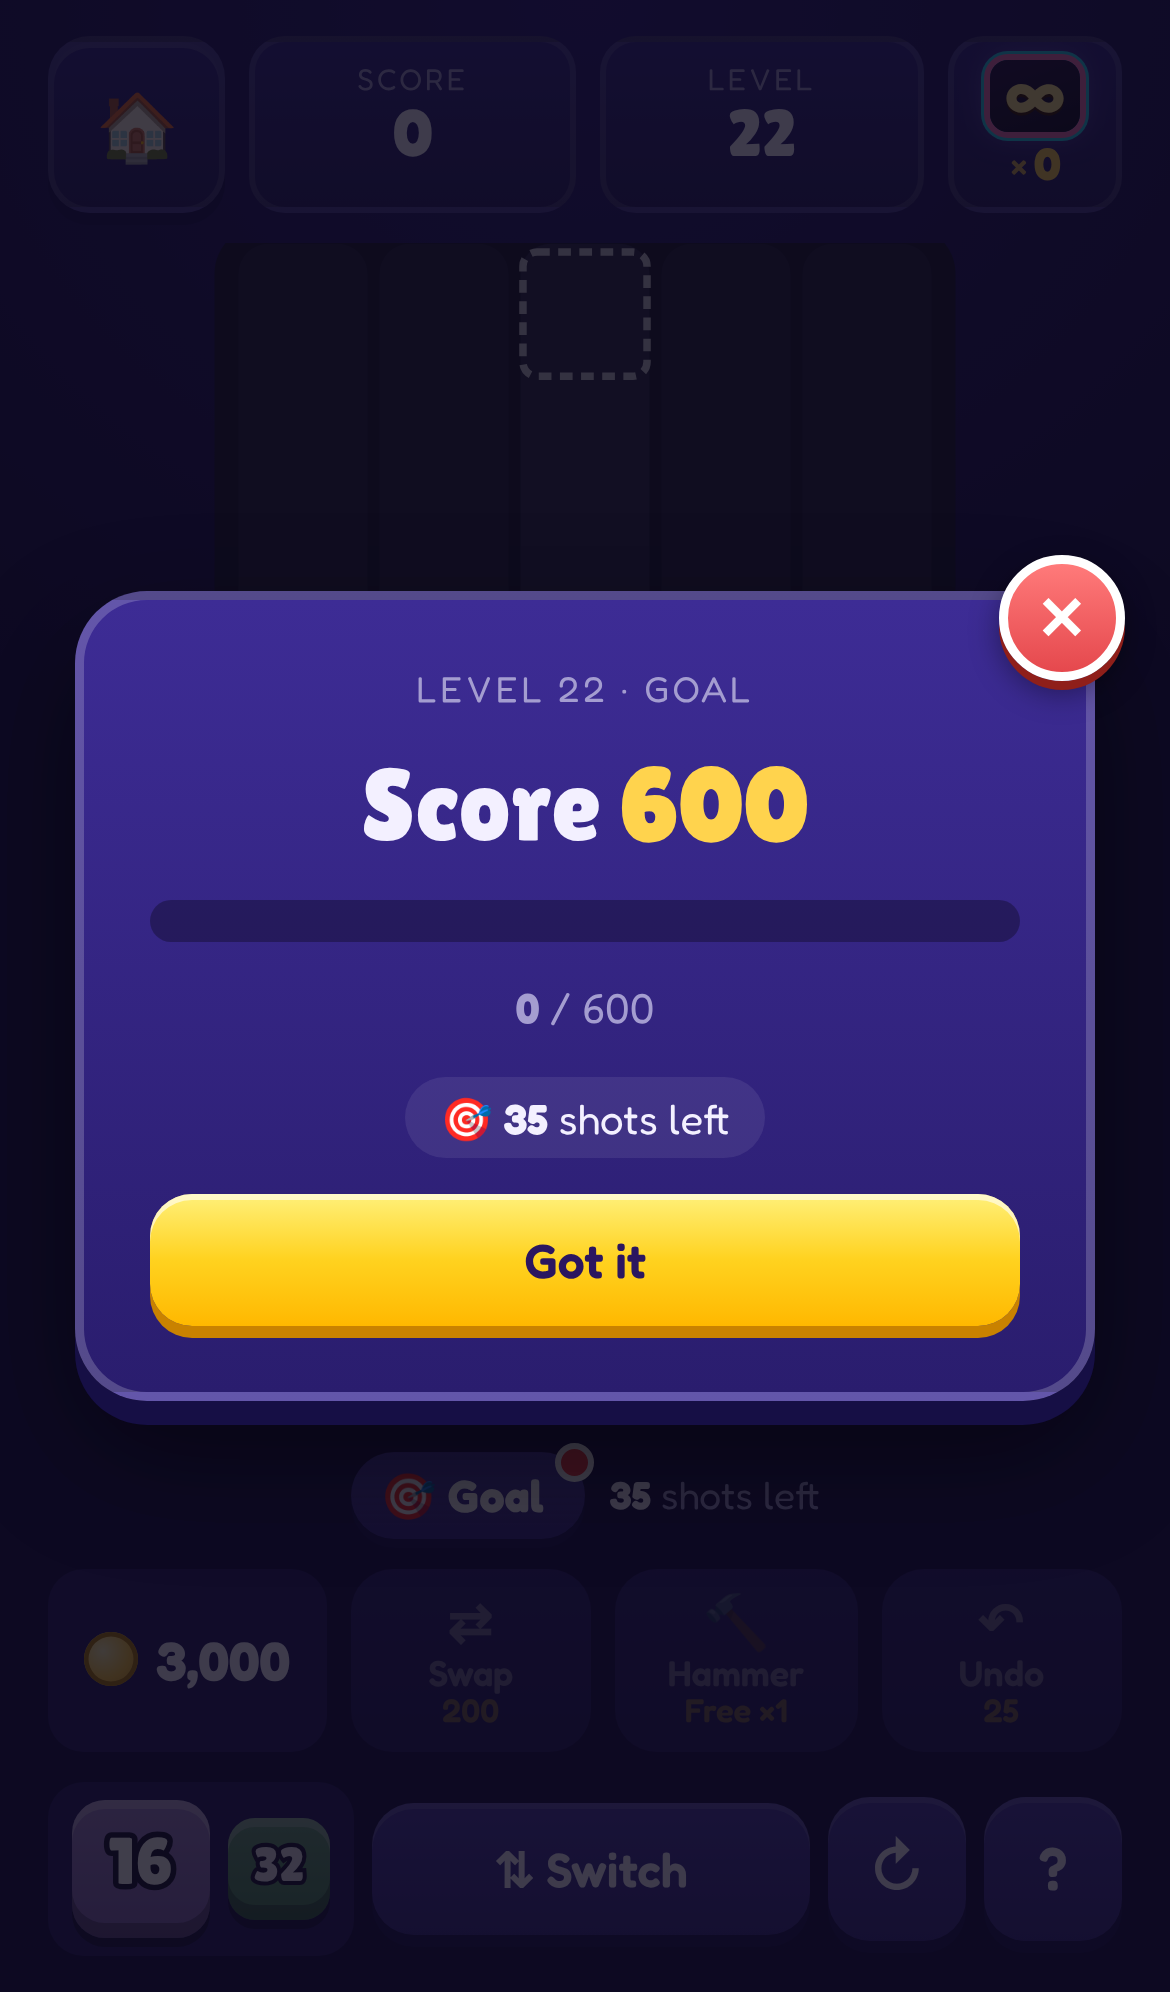 SCORE
0
LEVEL
22
∞
×0
LEVEL 22 · GOAL
Score 600
0 / 600
35 shots left
Got it
Goal
35 shots left
3,000
Swap
200
Hammer
Free ×1
Undo
25
16
32
⇅ Switch
?